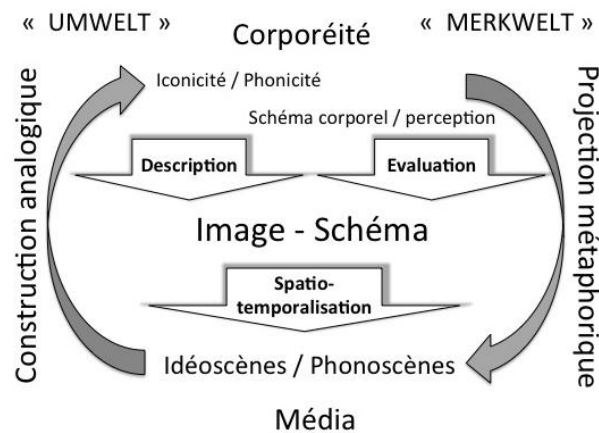 « UMWELT »
Corporéité
« MERKWELT »
Iconicité / Phonicité
Schéma corporel / perception
Construction analogique
Projection métaphorique
Description
Evaluation
Image - Schéma
Spatio-
temporalisation
Idéoscènes / Phonoscènes
Média